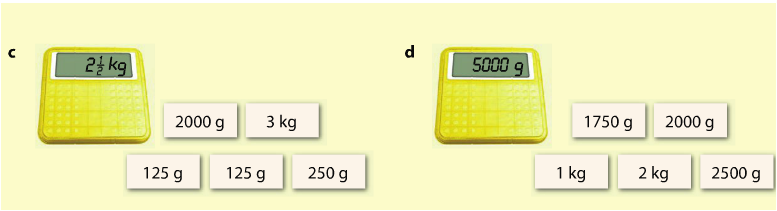 c
2½ kg
2000 g
3 kg
125 g
125 g
250 g
d
5000 g
1750 g
2000 g
1 kg
2 kg
2500 g